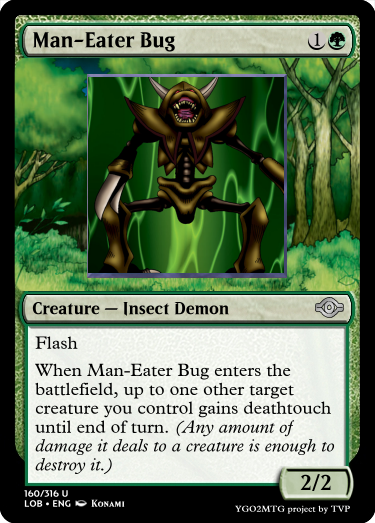 Man-Eater Bug 1
Creature — Insect Demon
Flash
When Man-Eater Bug enters the
battlefield, up to one other target
creature you control gains deathtouch
until end of turn. (Any amount of
damage it deals to a creature is enough to
destroy it.)
2/2
160/316 U
LOB • ENG KONAMI
YGO2MTG project by TVP